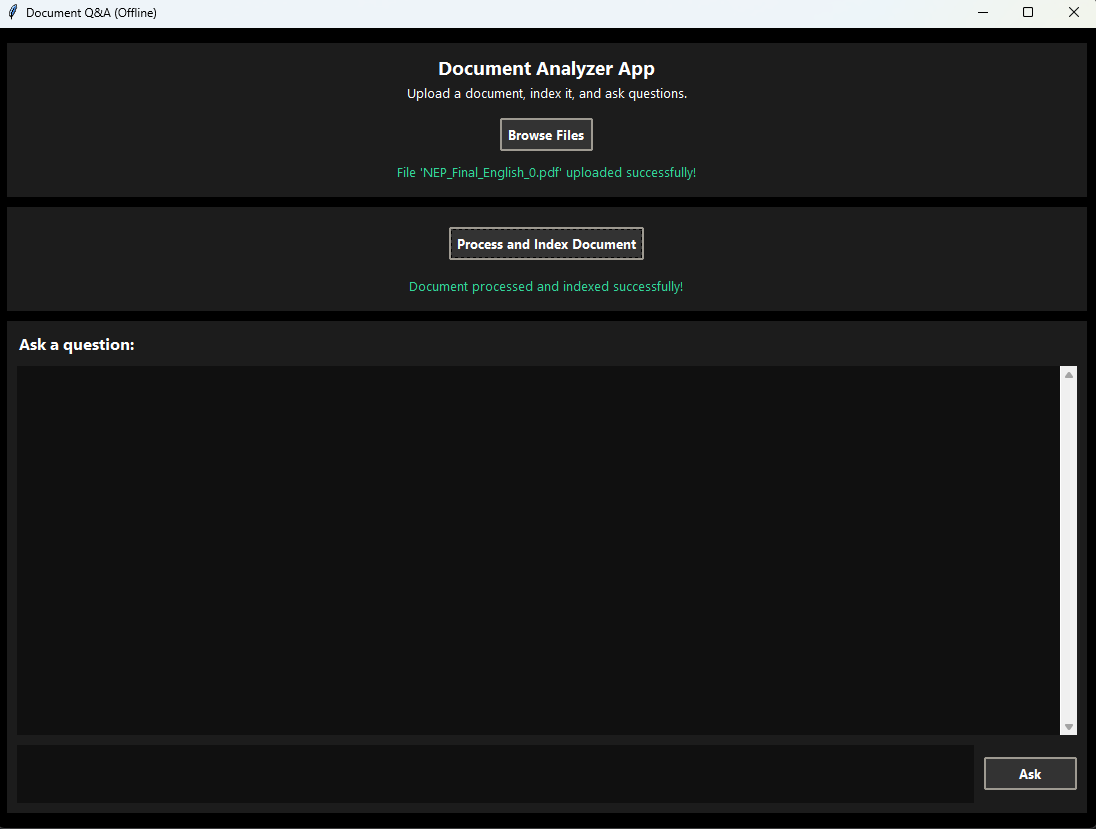 Document Q&A (Offline)
Document Analyzer App
Upload a document, index it, and ask questions.
Browse Files
File 'NEP_Final_English_0.pdf' uploaded successfully!
Process and Index Document
Document processed and indexed successfully!
Ask a question:
Ask